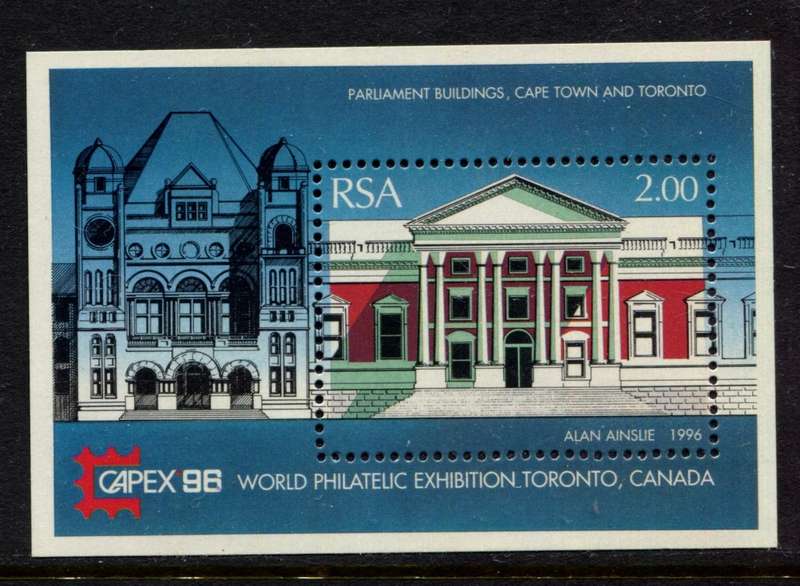 PARLIAMENT BUILDINGS, CAPE TOWN AND TORONTO
RSA
2.00
ALAN AINSLIE 1996
CAPEX'96
WORLD PHILATELIC EXHIBITION TORONTO, CANADA